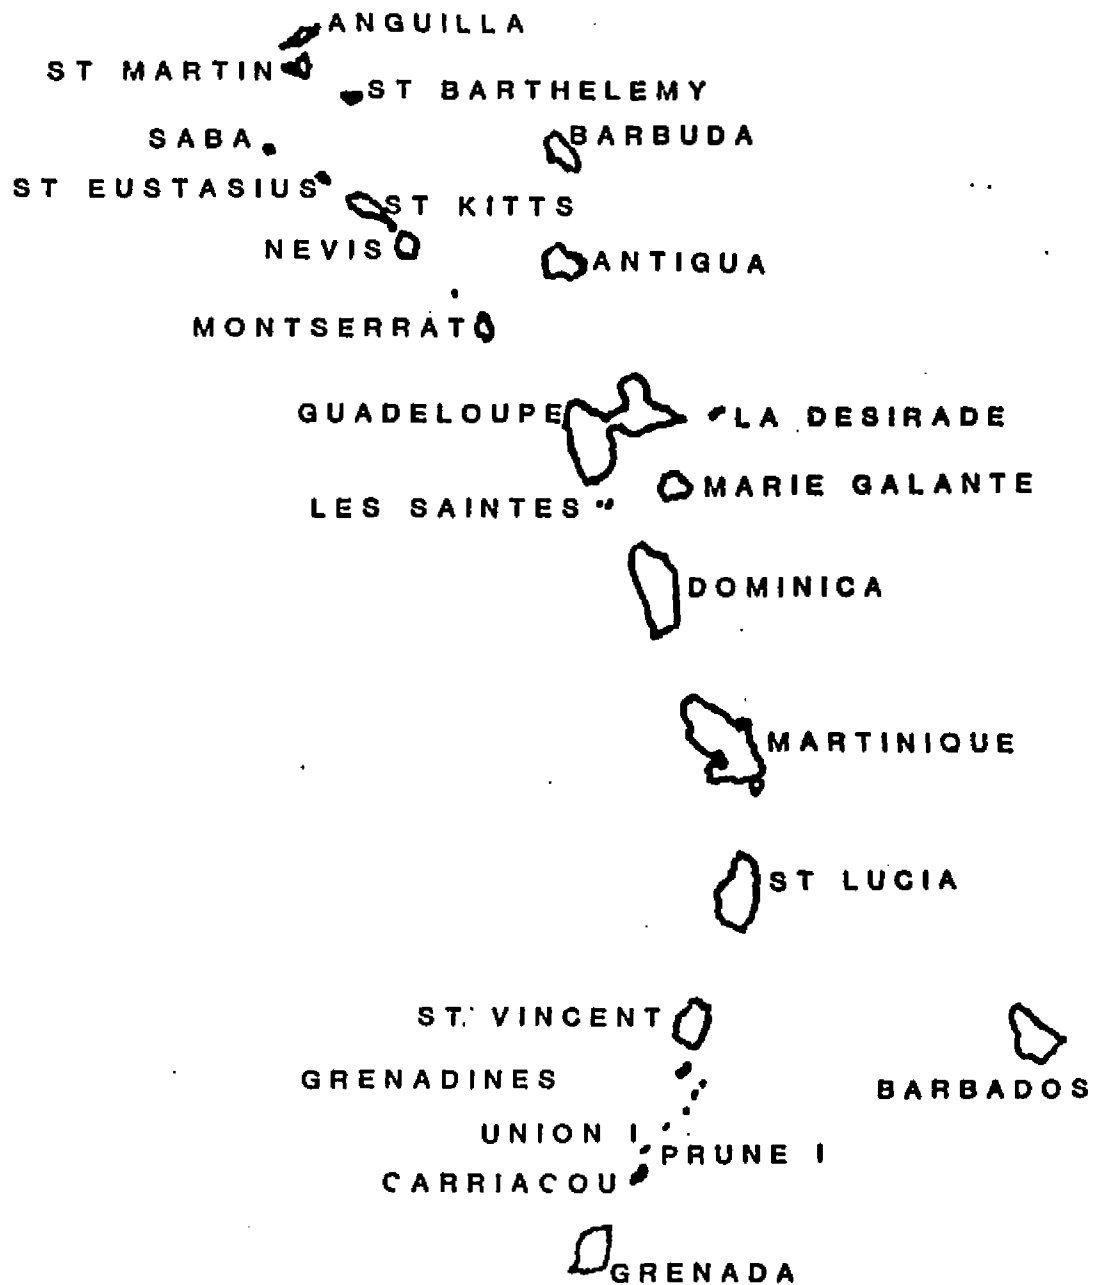 ANGUILLA
ST MARTIN
ST BARTHELEMY
SABA
BARBUDA
ST EUSTASIUS
ST KITTS
NEVIS
ANTIGUA
MONTSERRAT
GUADELOUPE
LA DESIRADE
MARIE GALANTE
LES SAINTES
DOMINICA
MARTINIQUE
ST LUCIA
ST. VINCENT
GRENADINES
BARBADOS
UNION I
PRUNE I
CARRIACOU
GRENADA